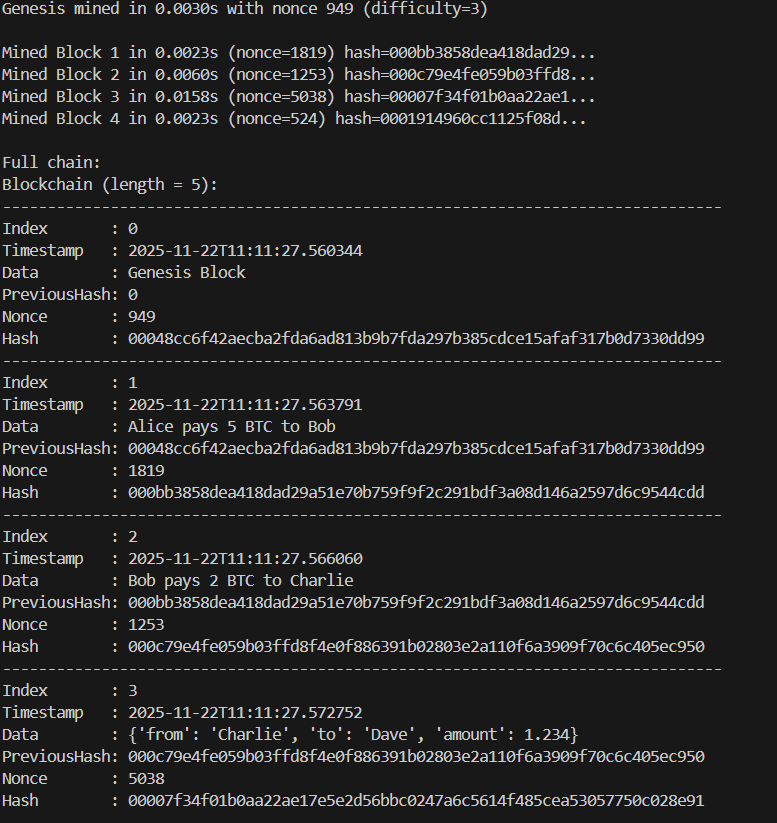 Genesis mined in 0.0030s with nonce 949 (difficulty=3)
Mined Block 1 in 0.0023s (nonce=1819) hash=000bb3858dea418dad29...
Mined Block 2 in 0.0060s (nonce=1253) hash=000c79e4fe059b03ffd8...
Mined Block 3 in 0.0158s (nonce=5038) hash=00007f34f01b0aa22ae1...
Mined Block 4 in 0.0023s (nonce=524) hash=0001914960cc1125f08d...
Full chain:
Blockchain (length = 5):
--------------------------------------------------------------------------------
Index       : 0
Timestamp   : 2025-11-22T11:11:27.560344
Data        : Genesis Block
PreviousHash: 0
Nonce       : 949
Hash        : 00048cc6f42aecba2fda6ad813b9b7fda297b385cdce15afaf317b0d7330dd99
--------------------------------------------------------------------------------
Index       : 1
Timestamp   : 2025-11-22T11:11:27.563791
Data        : Alice pays 5 BTC to Bob
PreviousHash: 00048cc6f42aecba2fda6ad813b9b7fda297b385cdce15afaf317b0d7330dd99
Nonce       : 1819
Hash        : 000bb3858dea418dad29a51e70b759f9f2c291bdf3a08d146a2597d6c9544cdd
--------------------------------------------------------------------------------
Index       : 2
Timestamp   : 2025-11-22T11:11:27.566060
Data        : Bob pays 2 BTC to Charlie
PreviousHash: 000bb3858dea418dad29a51e70b759f9f2c291bdf3a08d146a2597d6c9544cdd
Nonce       : 1253
Hash        : 000c79e4fe059b03ffd8f4e0f886391b02803e2a110f6a3909f70c6c405ec950
--------------------------------------------------------------------------------
Index       : 3
Timestamp   : 2025-11-22T11:11:27.572752
Data        : {'from': 'Charlie', 'to': 'Dave', 'amount': 1.234}
PreviousHash: 000c79e4fe059b03ffd8f4e0f886391b02803e2a110f6a3909f70c6c405ec950
Nonce       : 5038
Hash        : 00007f34f01b0aa22ae17e5e2d56bbc0247a6c5614f485cea53057750c028e91